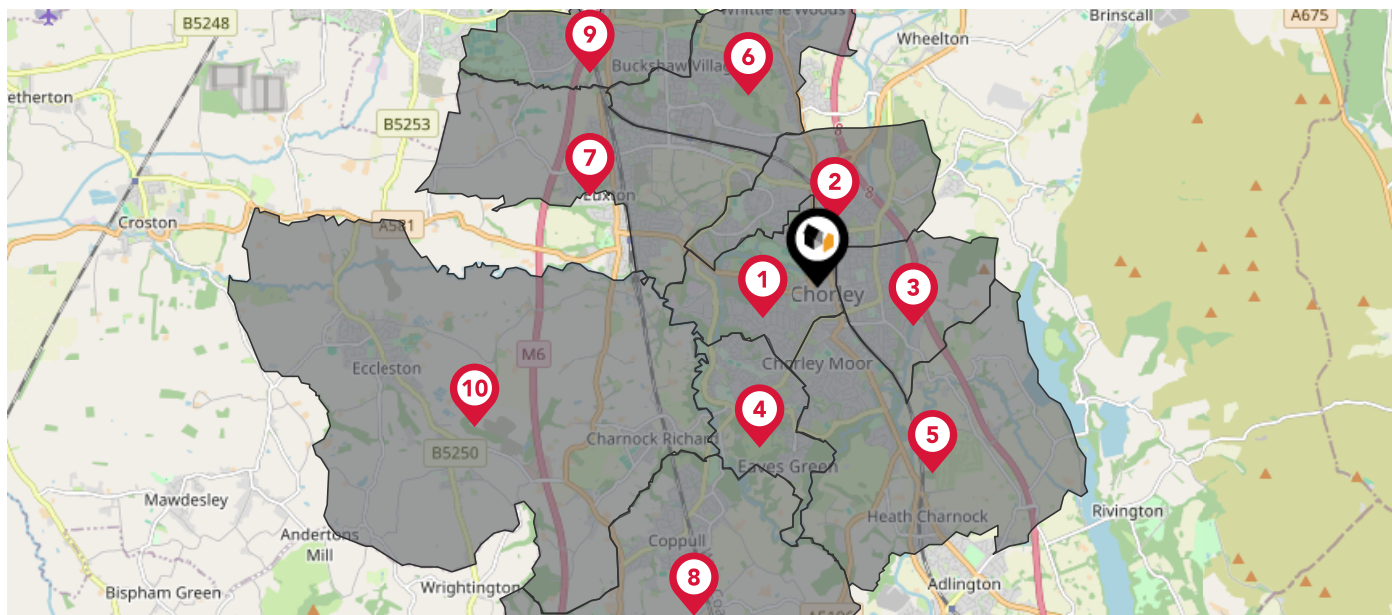 B5248
Whittle le Woods
Brinscall
A675
9
6
Wheelton
Buckshaw Village
etherton
B5253
8
7
2
8
Euxton
Croston
A581
1
Chorley
3
M6
Eccleston
Chorley Moor
10
4
Charnock Richard
5
B5250
Eaves Green
Mawdesley
Rivington
Heath Charnock
Andertons
Mill
Coppull
8
Wrightington
Adlington
Bispham Green